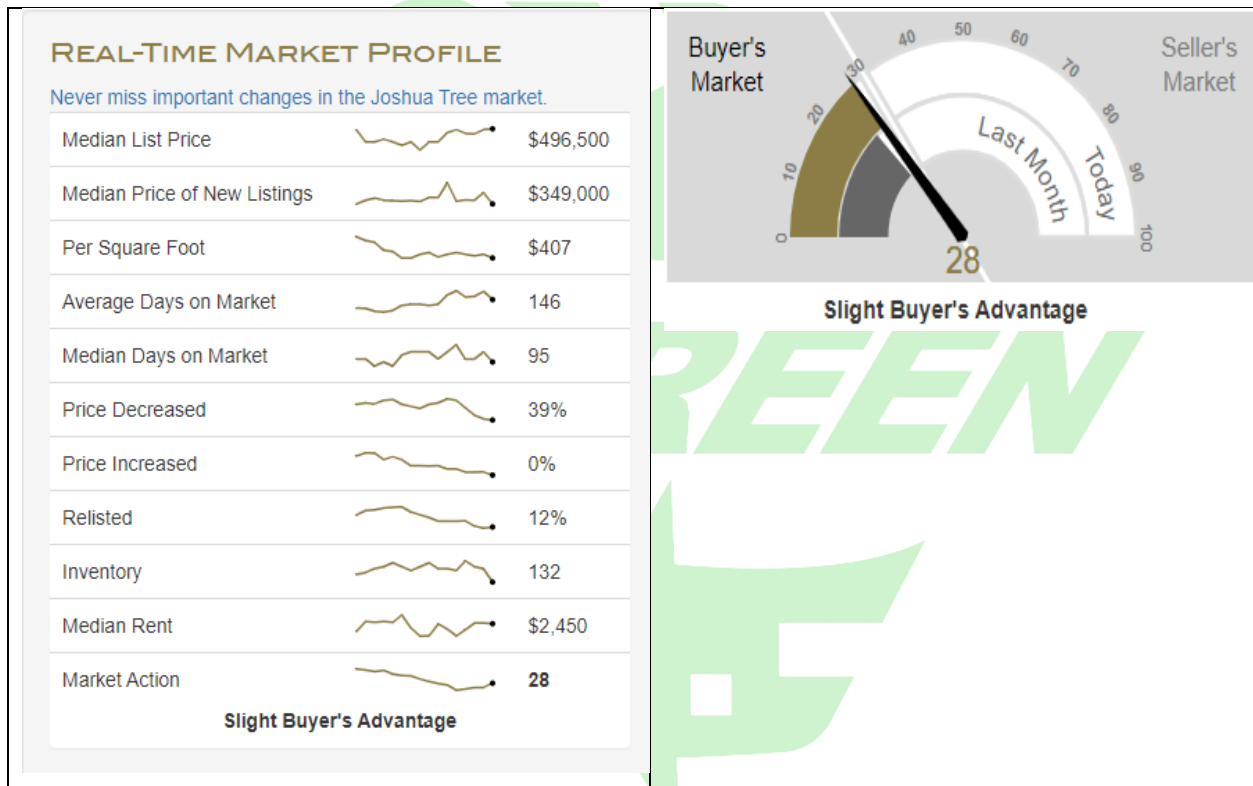 REAL-TIME MARKET PROFILE
Never miss important changes in the Joshua Tree market.
Median List Price $496,500
Median Price of New Listings $349,000
Per Square Foot $407
Average Days on Market 146
Median Days on Market 95
Price Decreased 39%
Price Increased 0%
Relisted 12%
Inventory 132
Median Rent $2,450
Market Action 28
Slight Buyer's Advantage
Buyer's
Market
Seller's
Market
0
10
20
30
40
50
60
70
80
90
100
Last Month
Today
28
Slight Buyer's Advantage
REEN